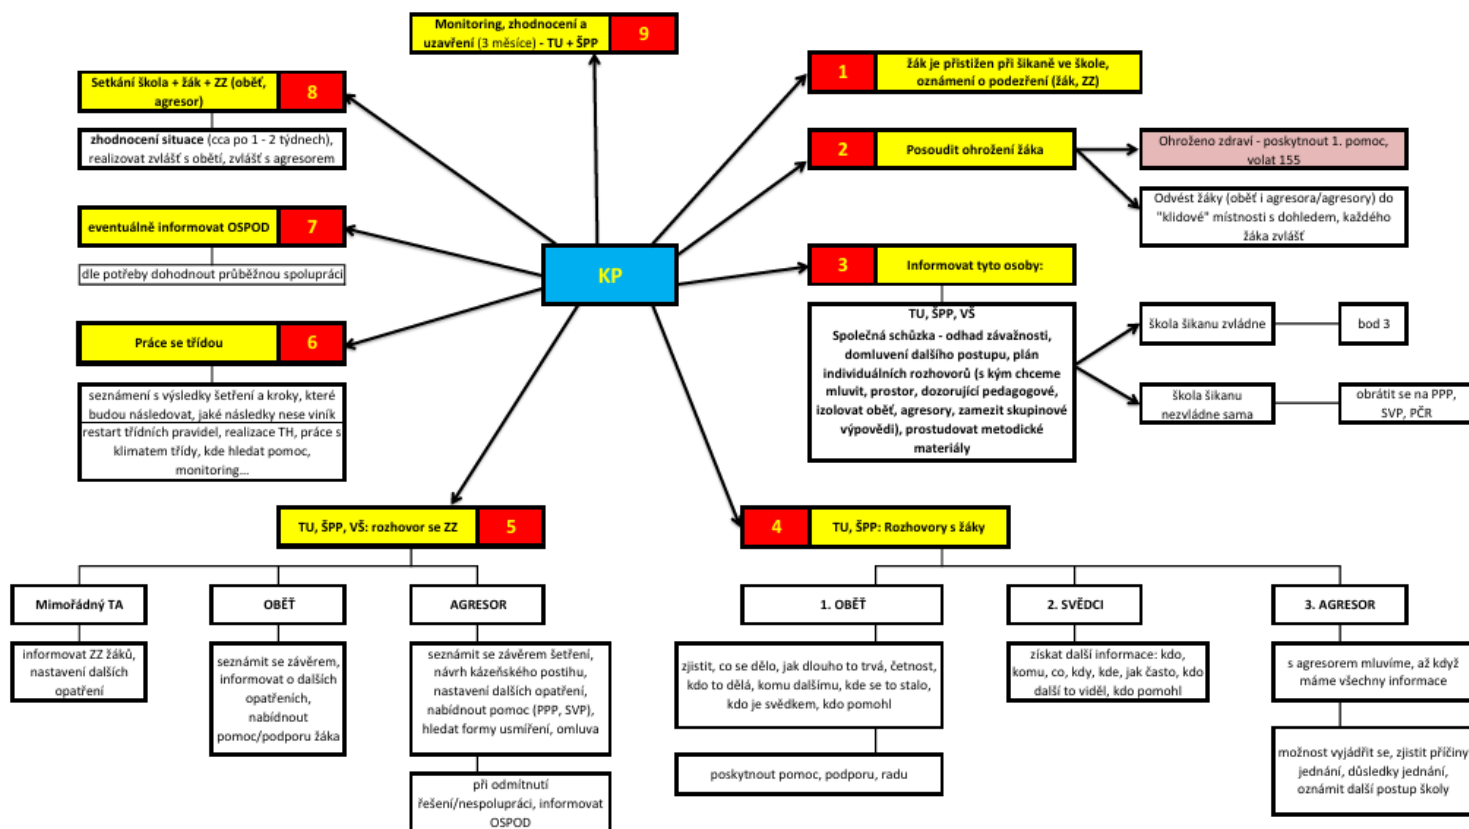 Monitoring, zhodnocení a
uzavření (3 měsíce) - TU + ŠPP
9
1
žák je přistižen při šikaně ve škole,
oznámení o podezření (žák, ZZ)
Setkání škola + žák + ZZ (oběť,
agresor)
8
zhodnocení situace (cca po 1 - 2 týdnech),
realizovat zvlášť s obětí, zvlášť s agresorem
2
Posoudit ohrožení žáka
Ohroženo zdraví - poskytnout 1. pomoc,
volat 155
Odvést žáky (oběť i agresora/agresory) do
"klidové" místnosti s dohledem, každého
žáka zvlášť
eventuálně informovat OSPOD
7
dle potřeby dohodnout průběžnou spolupráci
KP
3
Informovat tyto osoby:
TU, ŠPP, VŠ
Společná schůzka - odhad závažnosti,
domluvení dalšího postupu, plán
individuálních rozhovorů (s kým chceme
mluvit, prostor, dozorující pedagogové,
izolovat oběť, agresory, zamezit skupinové
výpovědi), prostudovat metodické
materiály
škola šikanu zvládne
bod 3
škola šikanu
nezvládne sama
obrátit se na PPP,
SVP, PČR
Práce se třídou
6
seznámení s výsledky šetření a kroky, které
budou následovat, jaké následky nese viník
restart třídních pravidel, realizace TH, práce s
klimatem třídy, kde hledat pomoc,
monitoring...
TU, ŠPP, VŠ: rozhovor se ZZ
5
Mimořádný TA
informovat ZZ žáků,
nastavení dalších
opatření
OBĚŤ
seznámit se závěrem,
informovat o dalších
opatřeních,
nabídnout
pomoc/podporu žáka
AGRESOR
seznámit se závěrem šetření,
návrh kázeňského postihu,
nastavení dalších opatření,
nabídnout pomoc (PPP, SVP),
hledat formy usmíření, omluva
při odmítnutí
řešení/nespolupráci, informovat
OSPOD
4
TU, ŠPP: Rozhovory s žáky
1. OBĚŤ
zjistit, co se dělo, jak dlouho to trvá, četnost,
kdo to dělá, komu dalšímu, kde se to stalo,
kdo je svědkem, kdo pomohl
poskytnout pomoc, podporu, radu
2. SVĚDCI
získat další informace: kdo,
komu, co, kdy, kde, jak často, kdo
další to viděl, kdo pomohl
3. AGRESOR
s agresorem mluvíme, až když
máme všechny informace
možnost vyjádřit se, zjistit příčiny
jednání, důsledky jednání,
oznámit další postup školy